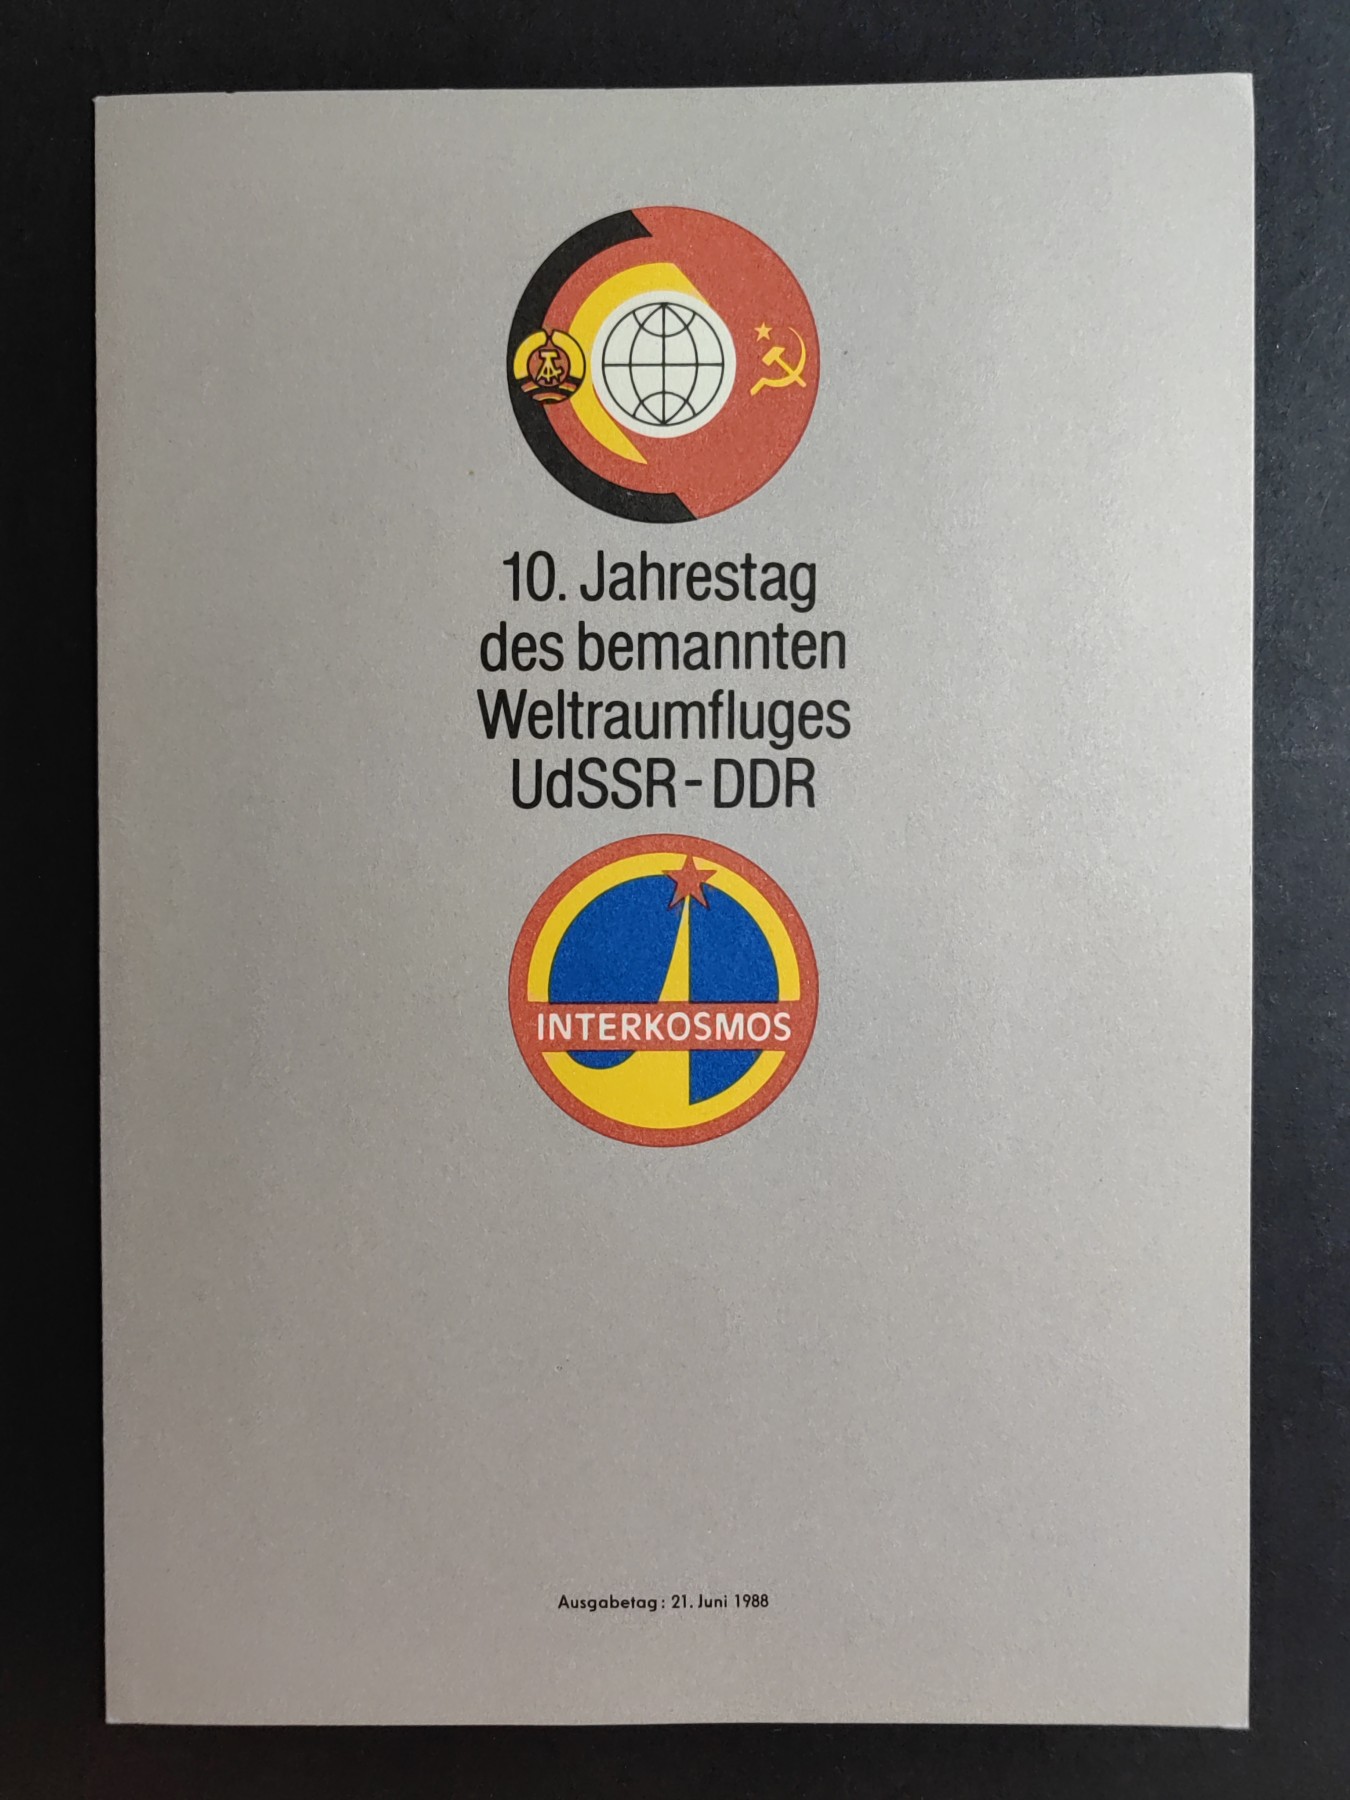 10. Jahrestag
des bemannten
Weltraumfluges
UdSSR - DDR
INTERKOSMOS
Ausgabetag: 21. Juni 1988